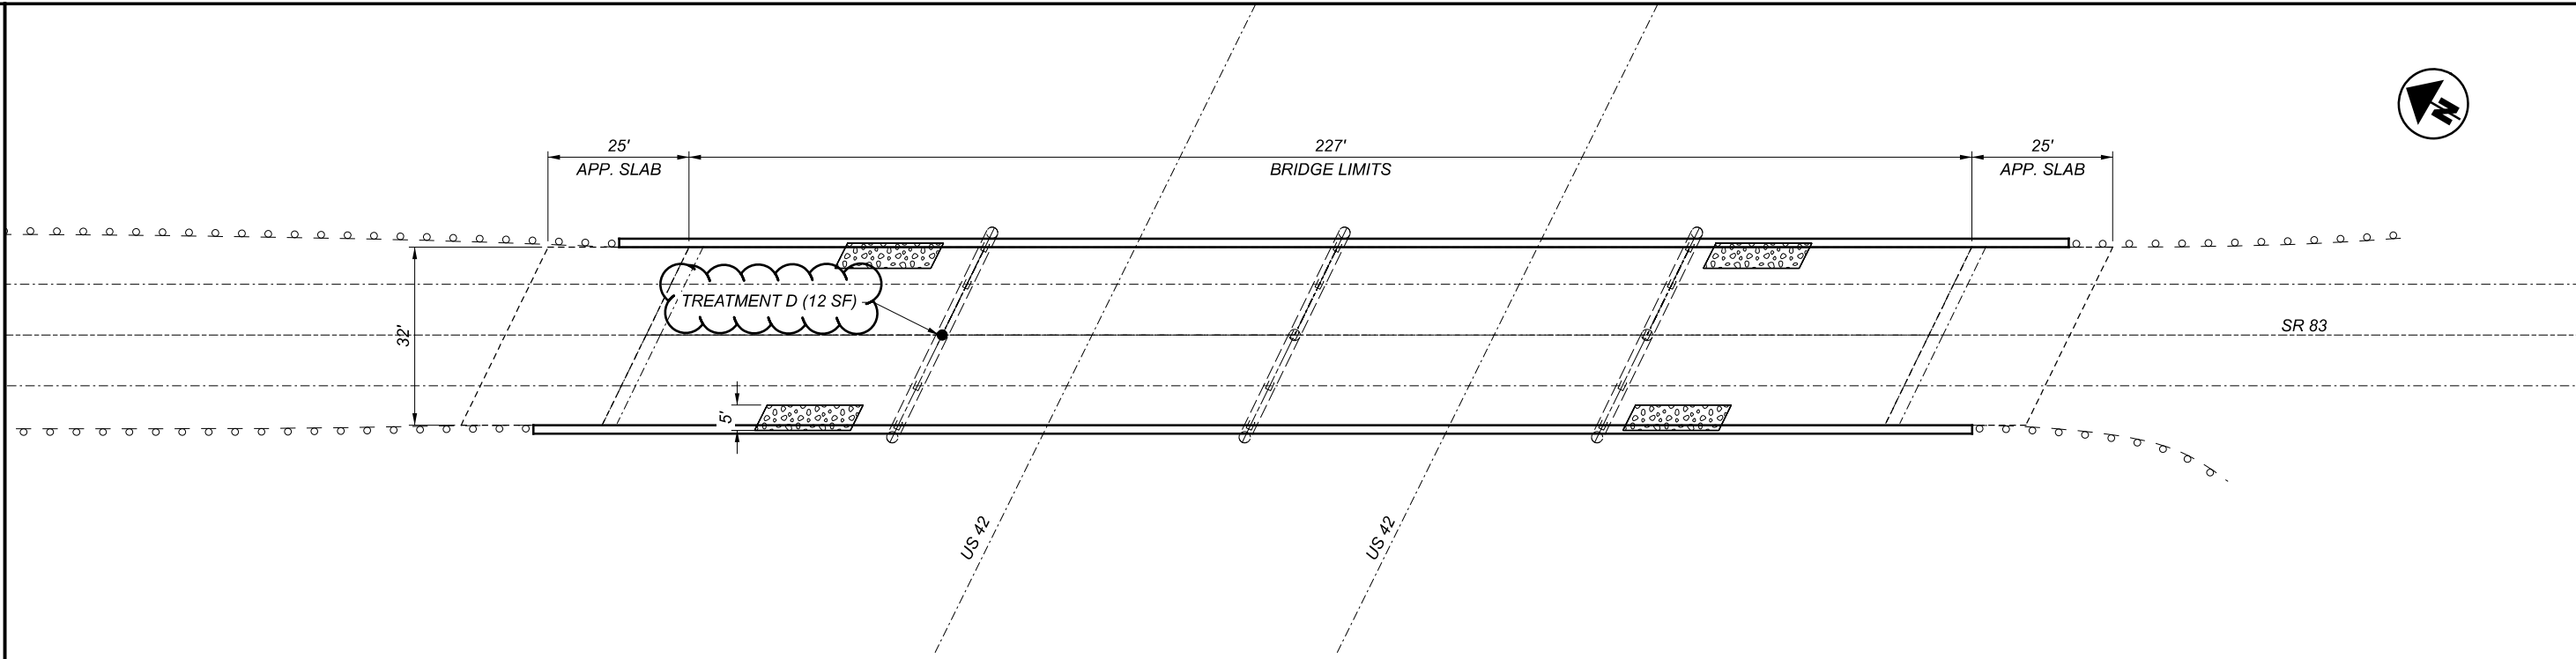 N
25'
APP. SLAB
227'
BRIDGE LIMITS
25'
APP. SLAB
TREATMENT D (12 SF)
SR 83
32'
5'
US 42
US 42